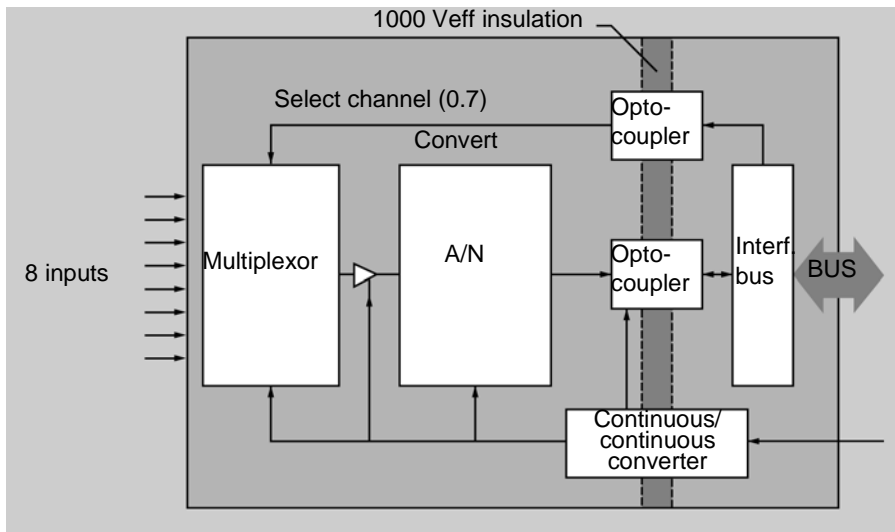 1000 Veff insulation
Select channel (0.7)
Opto-
coupler
Convert
8 inputs
Multiplexor
A/N
Opto-
coupler
Interf.
bus
BUS
Continuous/
continuous
converter